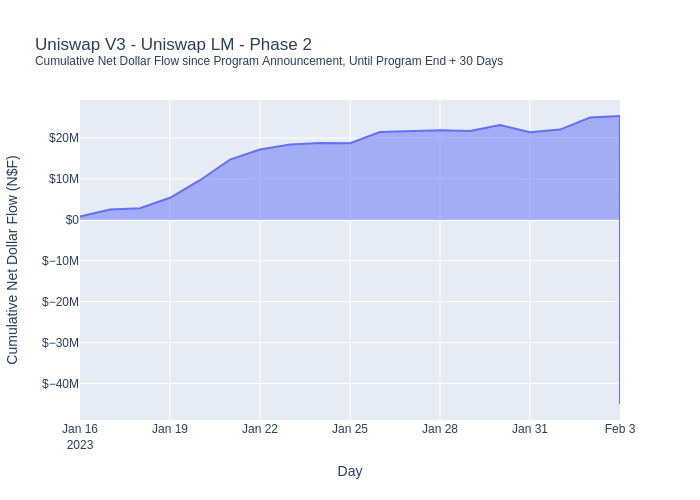 Uniswap V3 - Uniswap LM - Phase 2
Cumulative Net Dollar Flow since Program Announcement, Until Program End + 30 Days
Cumulative Net Dollar Flow (N$F)
$20M
$10M
$0
$−10M
$−20M
$−30M
$−40M
Jan 16
2023
Jan 19
Jan 22
Jan 25
Jan 28
Jan 31
Feb 3
Day